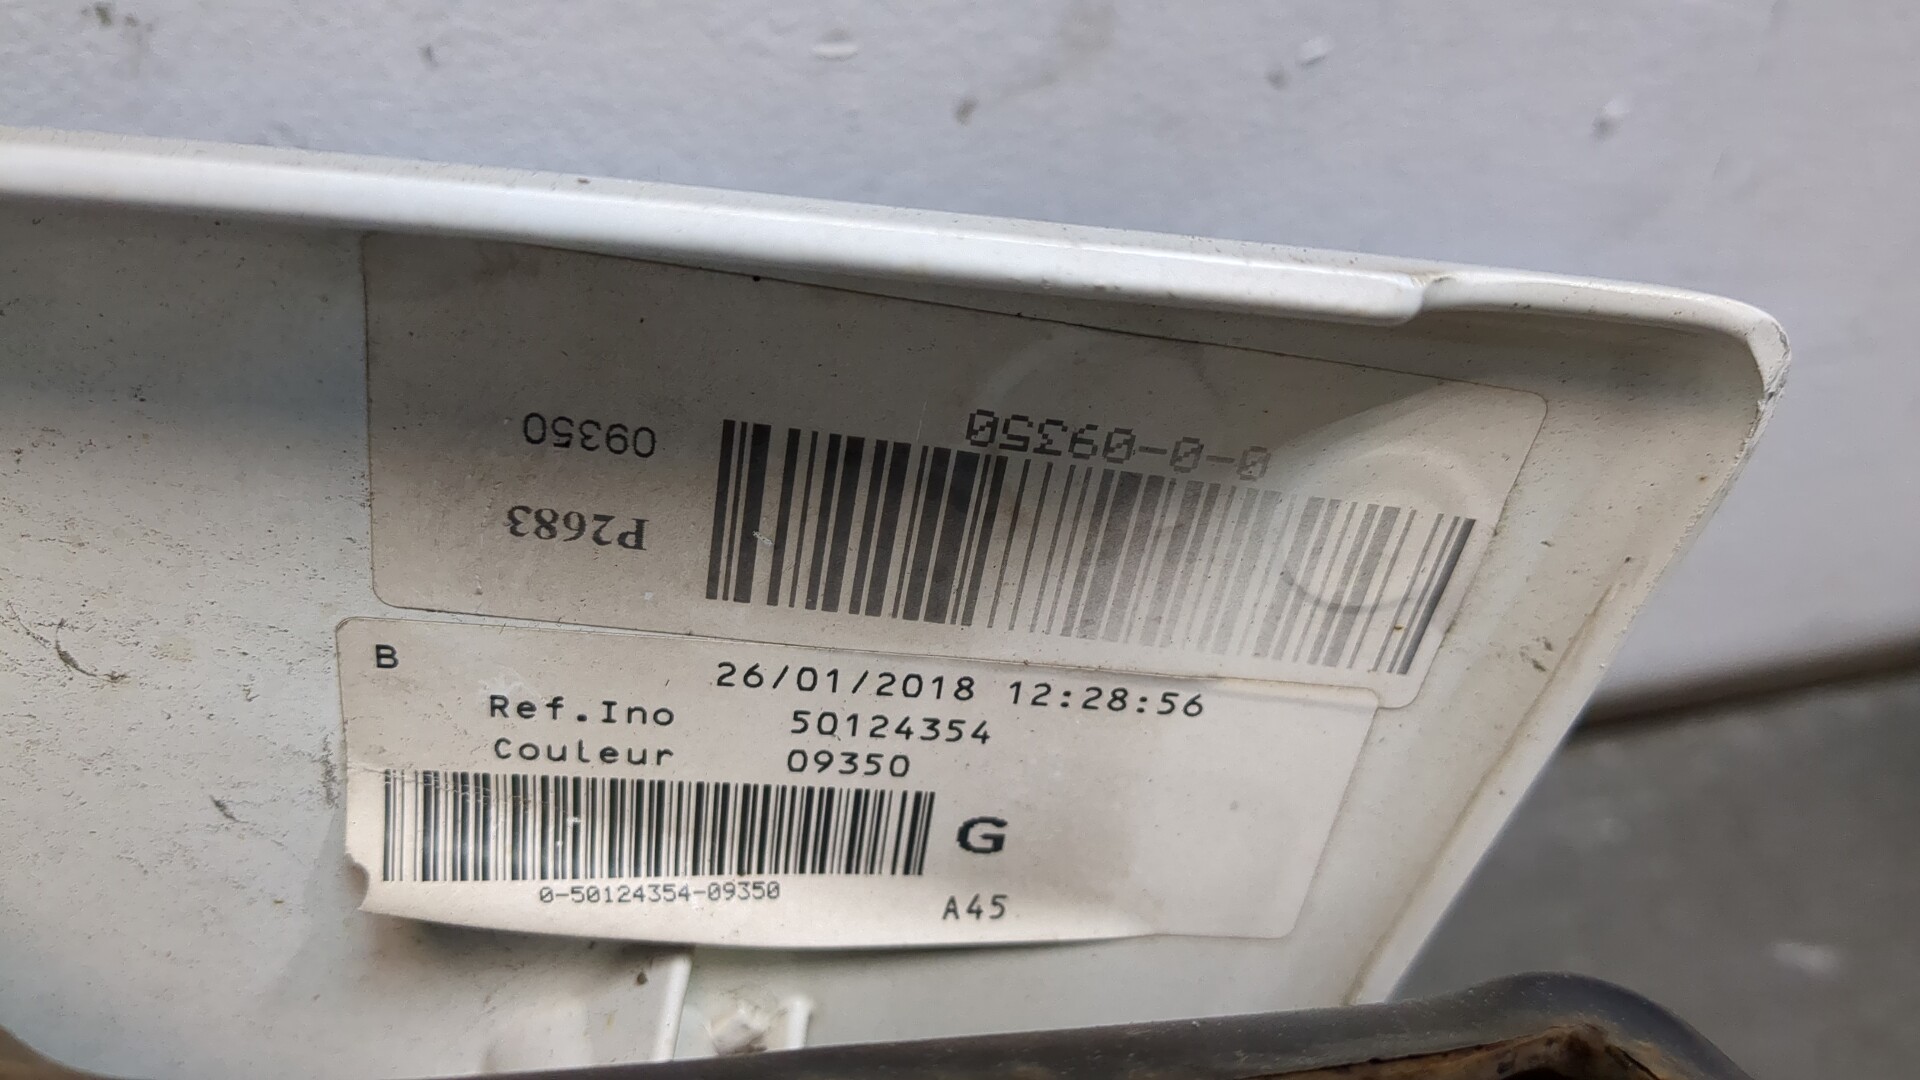 0-0-09350
09350
P2683
B
26/01/2018 12:28:56
Ref.Ino 50124354
Couleur 09350
G
0-50124354-09350
A45